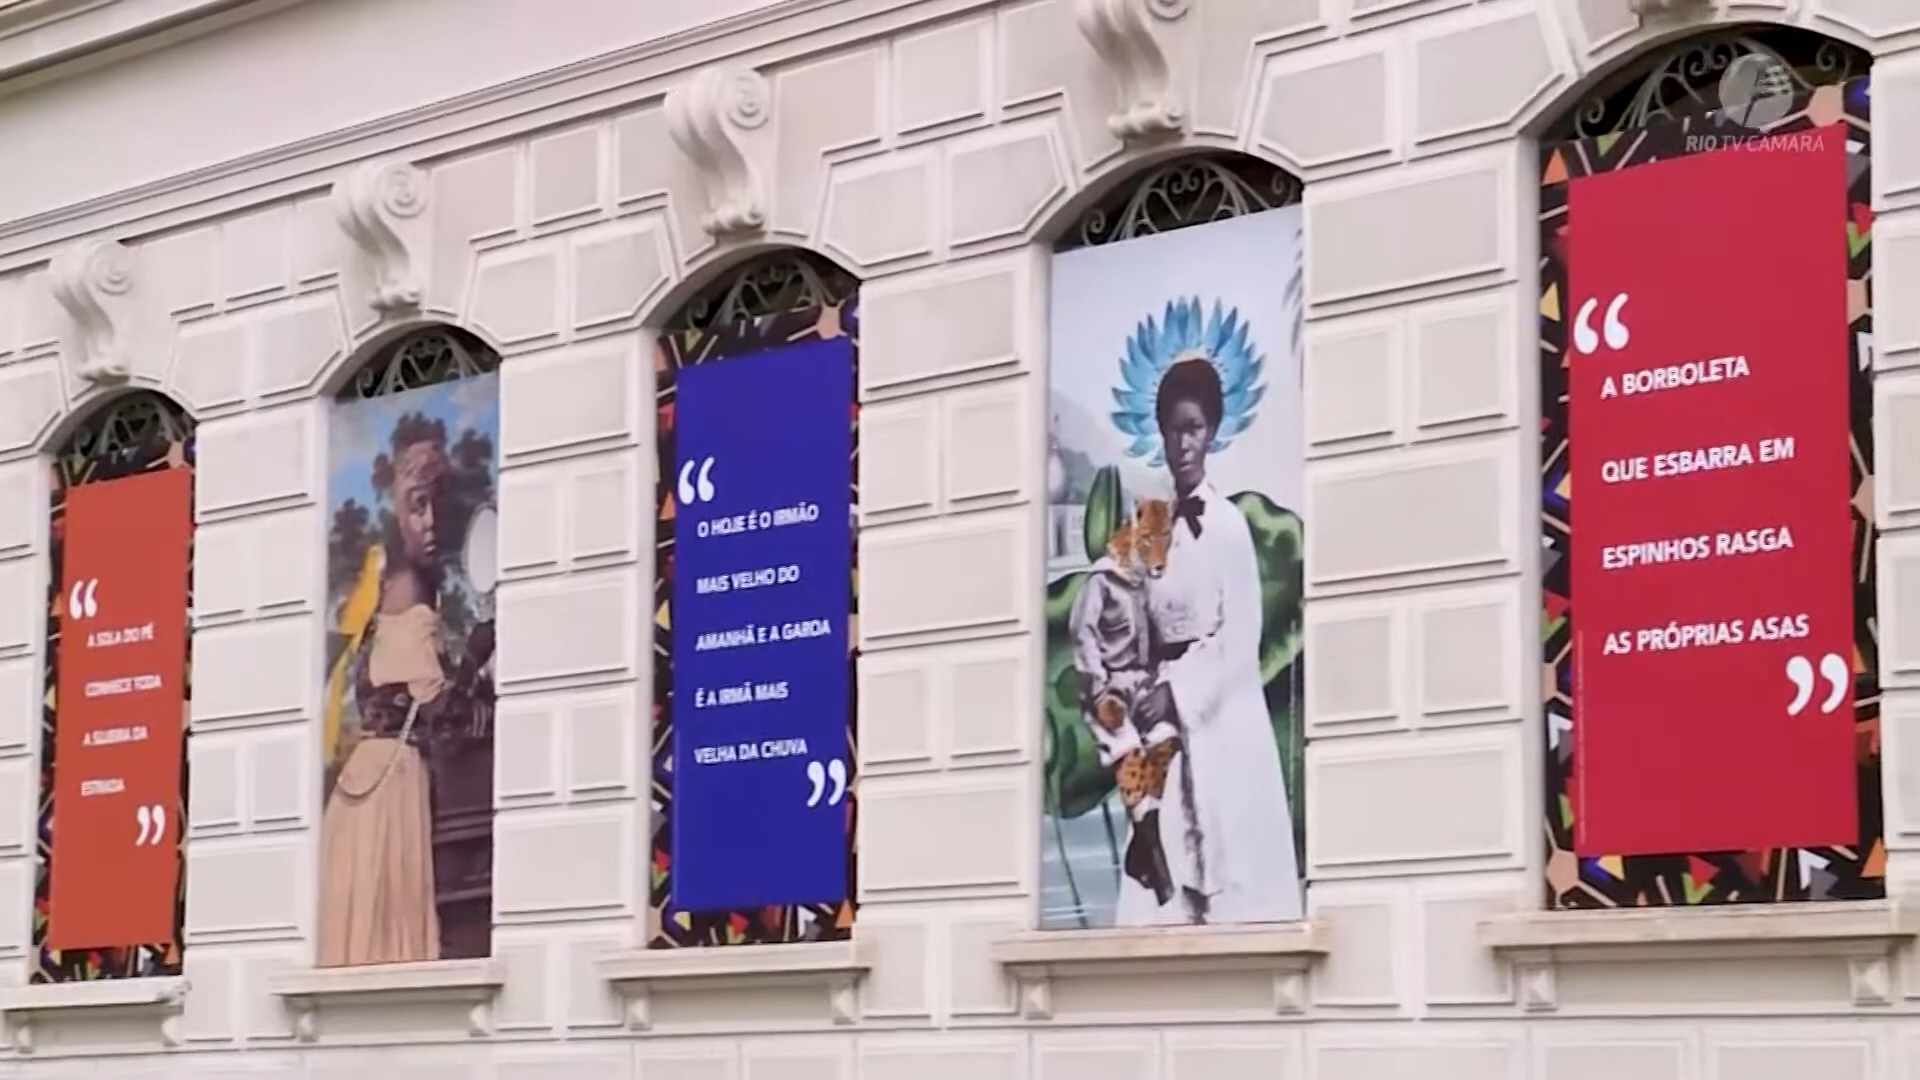 RIO TV CÂMARA
“
A SOLA DO PÉ
CONHECE TODA
A SUJEIRA DA
ESTRADA
”
“
O HOJE É O IRMÃO
MAIS VELHO DO
AMANHÃ E A GAROA
É A IRMÃ MAIS
VELHA DA CHUVA
”
“
A BORBOLETA
QUE ESBARRA EM
ESPINHOS RASGA
AS PRÓPRIAS ASAS
”